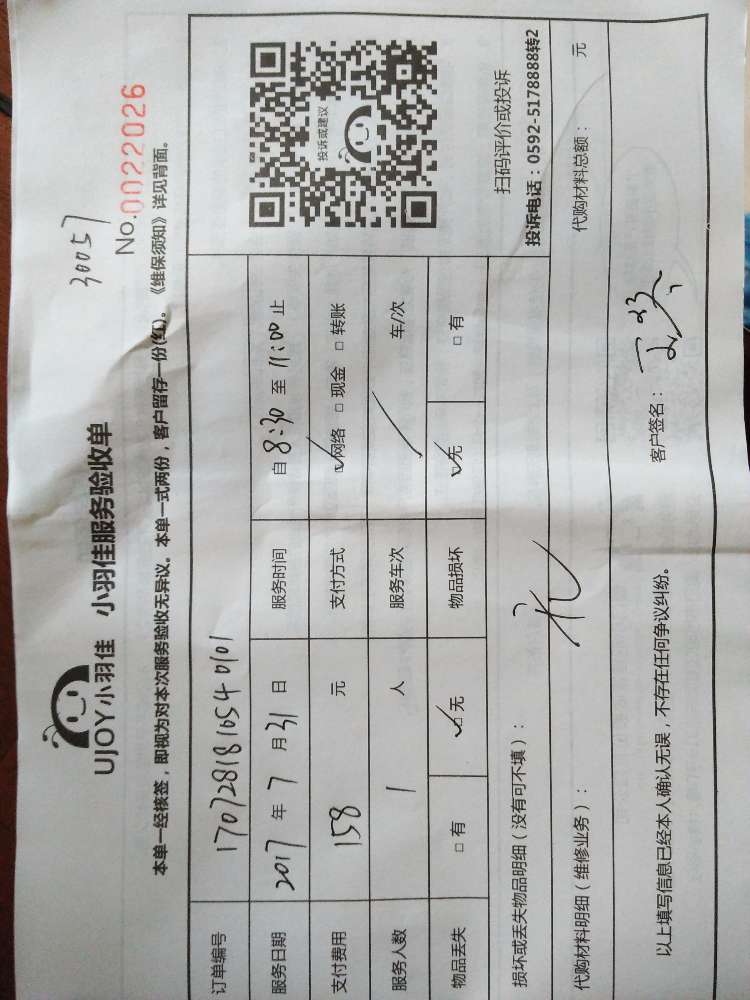 30057
UJOY小羽佳 小羽佳服务验收单
No.0022026
本单一经核签，即视为对本次服务验收无异议。本单一式两份，客户留存一份(红)。《维保须知》详见背面。
订单编号 170728181054 0101
服务日期 2017 年 7 月 31 日 服务时间 自 8:30 至 11:00 止
支付费用 158 元 支付方式 ☑网络 □现金 □转账
服务人数 1 人 服务车次 / 车/次
物品丢失 □有 ☑无 物品损坏 ☑无 □有
投诉或建议
扫码评价或投诉
投诉电话：0592-5178888转2
损坏或丢失物品明细（没有可不填）：
代购材料明细（维修业务）： 代购材料总额： 元
以上填写信息已经本人确认无误，不存在任何争议纠纷。 客户签名：